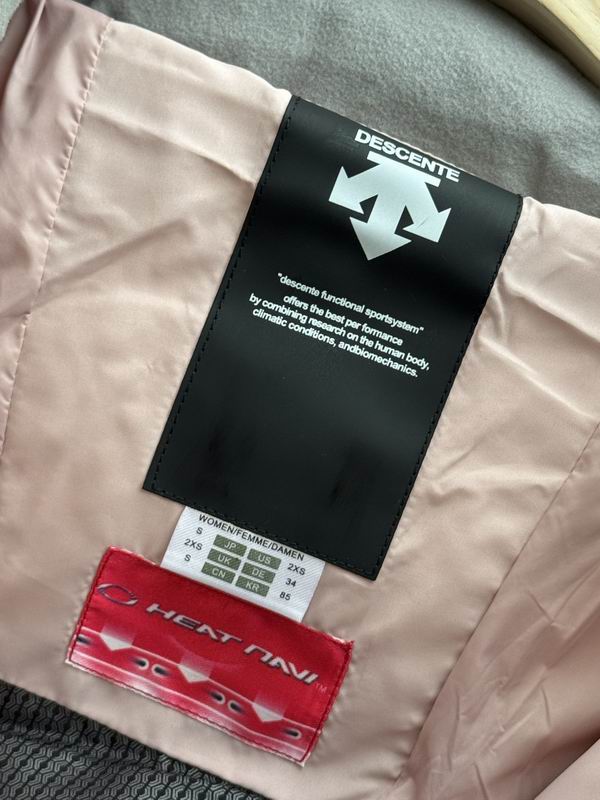 DESCENTE
"descente functional sportsystem"
offers the best per formance
by combining research on the human body,
climatic conditions, andbiomechanics.
WOMEN/FEMME/DAMEN
S JP US 2XS
2XS UK DE 34
S CN KR 85
HEAT NAVI
TM